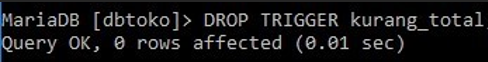 MariaDB [dbtoko]> DROP TRIGGER kurang_total
Query OK, 0 rows affected (0.01 sec)